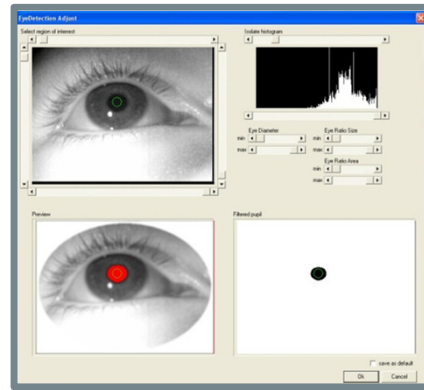 EyeDetection Adjust
Select region of interest
Isolate histogram
Eye Diameter
min
max
Eye Ratio Size
min
max
Eye Ratio Area
min
max
Preview
Filtered pupil
save as default
Ok
Cancel